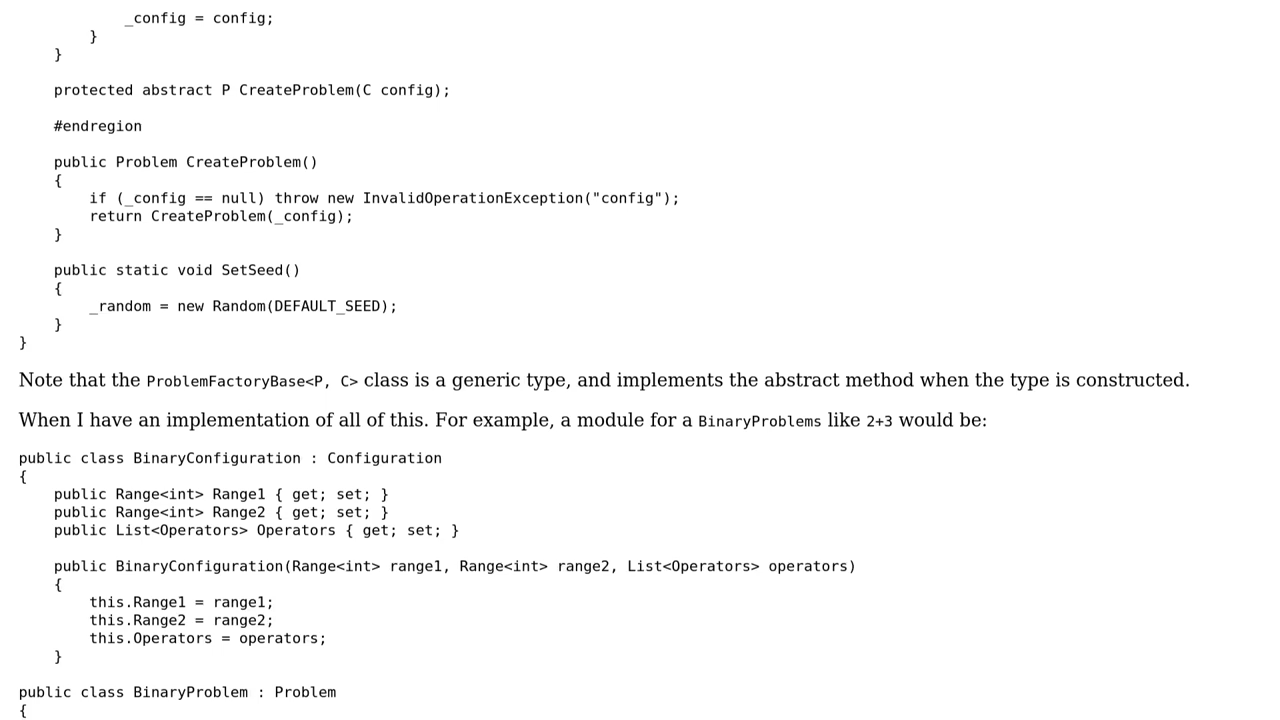 _config = config;
        }
    }

    protected abstract P CreateProblem(C config);

    #endregion

    public Problem CreateProblem()
    {
        if (_config == null) throw new InvalidOperationException("config");
        return CreateProblem(_config);
    }

    public static void SetSeed()
    {
        _random = new Random(DEFAULT_SEED);
    }
}
Note that the ProblemFactoryBase<P, C> class is a generic type, and implements the abstract method when the type is constructed.
When I have an implementation of all of this. For example, a module for a BinaryProblems like 2+3 would be:
public class BinaryConfiguration : Configuration
{
    public Range<int> Range1 { get; set; }
    public Range<int> Range2 { get; set; }
    public List<Operators> Operators { get; set; }

    public BinaryConfiguration(Range<int> range1, Range<int> range2, List<Operators> operators)
    {
        this.Range1 = range1;
        this.Range2 = range2;
        this.Operators = operators;
    }

public class BinaryProblem : Problem
{